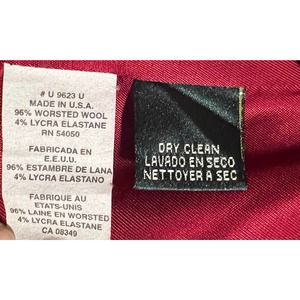 # U 9623 U
MADE IN U.S.A.
96% WORSTED WOOL
4% LYCRA ELASTANE
RN 54050
FABRICADA EN
E.E.U.U.
96% ESTAMBRE DE LANA
4% LYCRA ELASTANO
FABRIQUE AU
ETATS-UNIS
96% LAINE EN WORSTED
4% LYCRA ELASTANE
CA 08349
DRY CLEAN
LAVADO EN SECO
NETTOYER A SEC